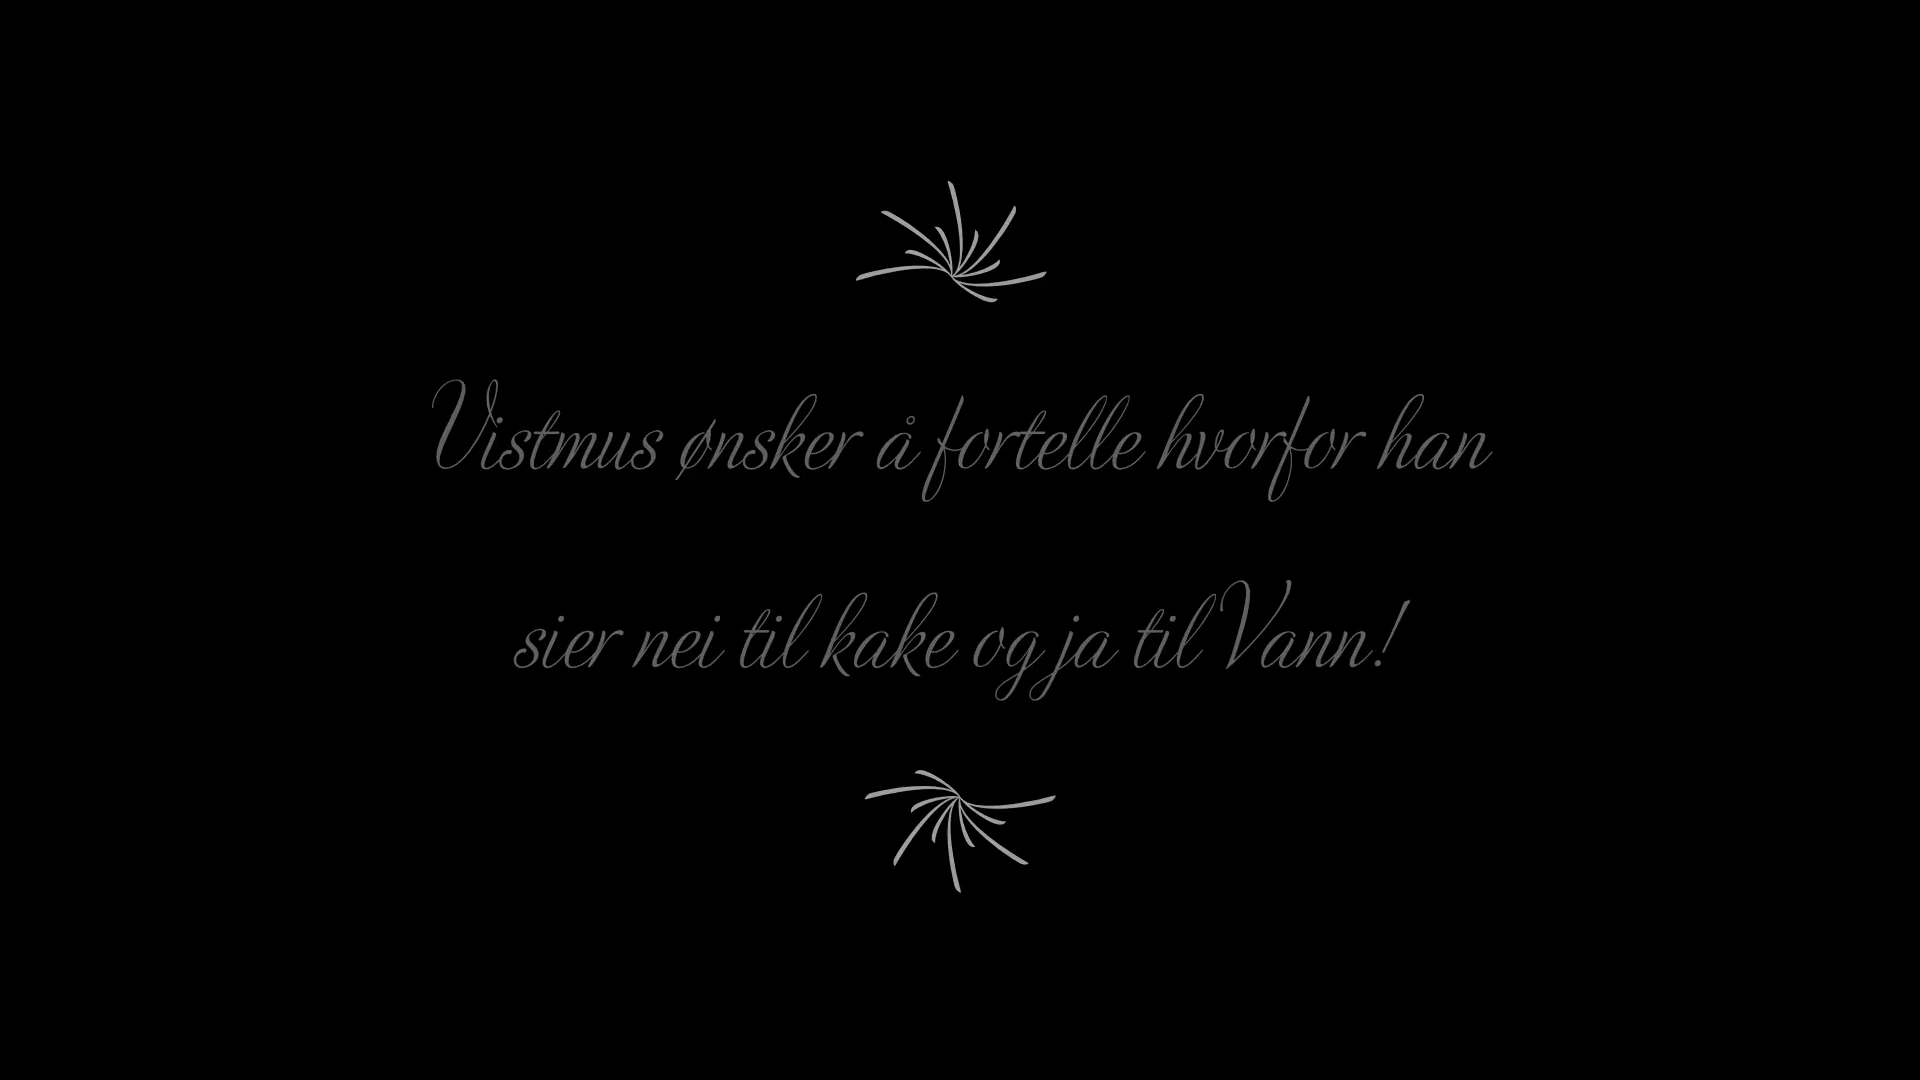 Vistmus ønsker å fortelle hvorfor han
sier nei til kake og ja til Vann!